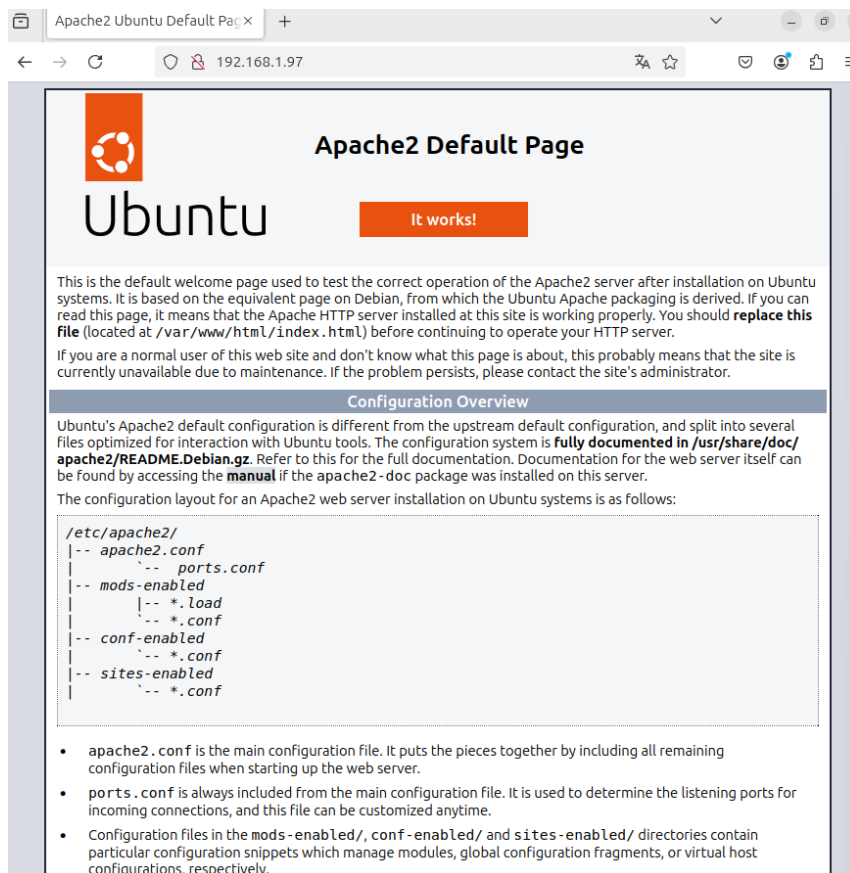 Apache2 Ubuntu Default Pag
192.168.1.97
Apache2 Default Page
Ubuntu
It works!
This is the default welcome page used to test the correct operation of the Apache2 server after installation on Ubuntu
systems. It is based on the equivalent page on Debian, from which the Ubuntu Apache packaging is derived. If you can
read this page, it means that the Apache HTTP server installed at this site is working properly. You should replace this
file (located at /var/www/html/index.html) before continuing to operate your HTTP server.
If you are a normal user of this web site and don't know what this page is about, this probably means that the site is
currently unavailable due to maintenance. If the problem persists, please contact the site's administrator.
Configuration Overview
Ubuntu's Apache2 default configuration is different from the upstream default configuration, and split into several
files optimized for interaction with Ubuntu tools. The configuration system is fully documented in /usr/share/doc/
apache2/README.Debian.gz. Refer to this for the full documentation. Documentation for the web server itself can
be found by accessing the manual if the apache2-doc package was installed on this server.
The configuration layout for an Apache2 web server installation on Ubuntu systems is as follows:
/etc/apache2/
|-- apache2.conf
|       `--  ports.conf
|-- mods-enabled
|       |-- *.load
|       `-- *.conf
|-- conf-enabled
|       `-- *.conf
|-- sites-enabled
|       `-- *.conf
• apache2.conf is the main configuration file. It puts the pieces together by including all remaining
configuration files when starting up the web server.
• ports.conf is always included from the main configuration file. It is used to determine the listening ports for
incoming connections, and this file can be customized anytime.
• Configuration files in the mods-enabled/, conf-enabled/ and sites-enabled/ directories contain
particular configuration snippets which manage modules, global configuration fragments, or virtual host
configurations, respectively.